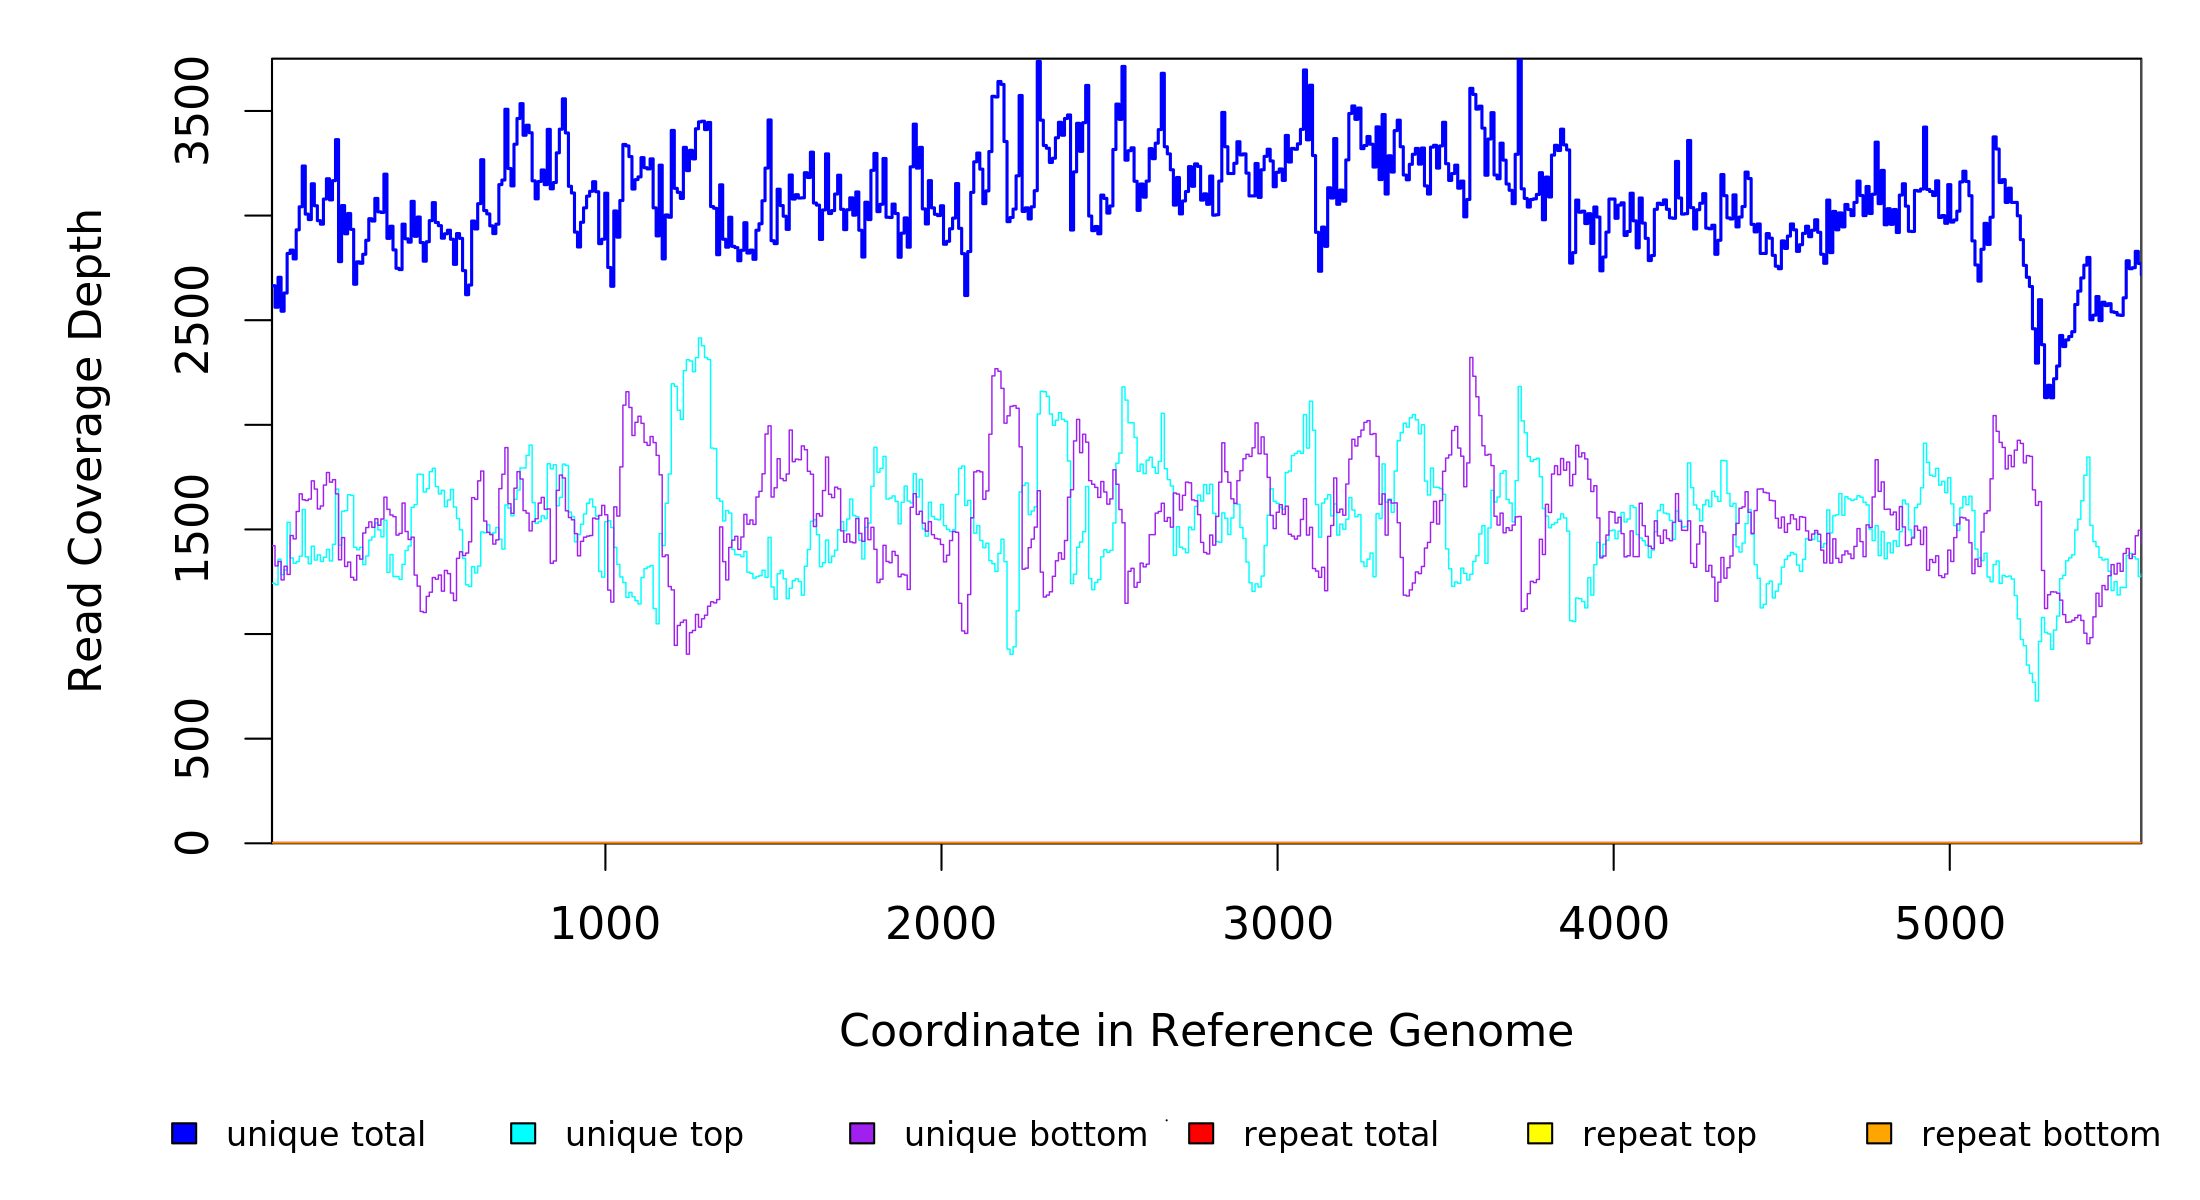 Read Coverage Depth
3500
2500
1500
500
0
1000 2000 3000 4000 5000
Coordinate in Reference Genome
unique total unique top unique bottom repeat total repeat top repeat bottom